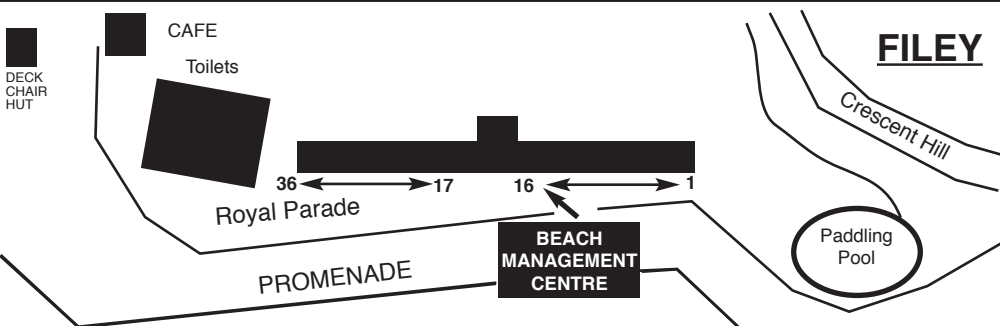 FILEY
CAFE
DECK
CHAIR
HUT
Toilets
Crescent Hill
36 17 16 1
Royal Parade
Paddling
Pool
BEACH
MANAGEMENT
CENTRE
PROMENADE